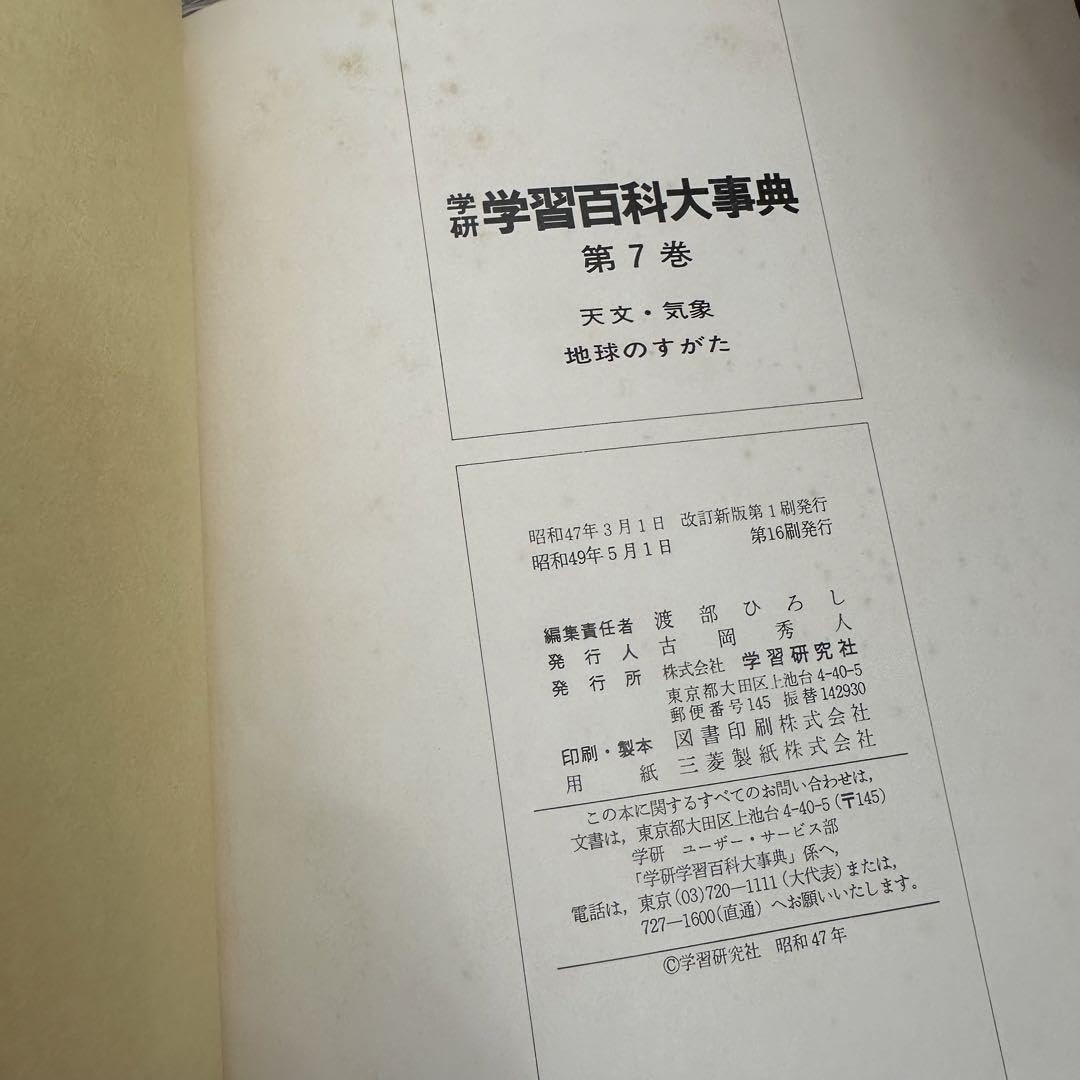 学研 学習百科大事典
第7巻
天文・気象
地球のすがた
昭和47年3月1日 改訂新版第1刷発行
昭和49年5月1日 第16刷発行
編集責任者 渡部ひろし
発行人 古岡秀人
発行所 株式会社 学習研究社
東京都大田区上池台4-40-5
郵便番号145 振替142930
印刷・製本 図書印刷株式会社
用紙 三菱製紙株式会社
この本に関するすべてのお問い合わせは,
文書は, 東京都大田区上池台4-40-5(〒145)
学研 ユーザー・サービス部
「学研学習百科大事典」係へ,
電話は, 東京(03)720—1111(大代表)または,
727—1600(直通) へお願いいたします。
©学習研究社 昭和47年